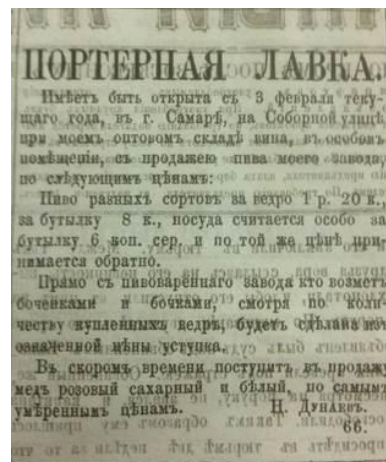 ПОРТЕРНАЯ ЛАВКА.
Имѣетъ быть открыта съ 3 февраля теку-
щаго года, въ г. Самарѣ, на Соборной улицѣ
при моемъ оптовомъ складѣ вина, въ особомъ
помѣщеніи, съ продажею пива моего завода,
по слѣдующимъ цѣнамъ:
Пиво разныхъ сортовъ за ведро 1 р. 20 к.,
за бутылку 8 к., посуда считается особо за
бутылку 6 коп. сер, и по той же цѣнѣ при-
нимается обратно.
Прямо съ пивовареннаго завода кто возметъ
боченками и бочками, смотря по коли-
честву купленныхъ ведръ, будетъ сдѣлана изъ
означенной цѣны уступка.
Въ скоромъ времени поступитъ въ продажу
медъ розовый сахарный и бѣлый, по самымъ
умѣреннымъ цѣнамъ. Н. Дунаевъ.
66.